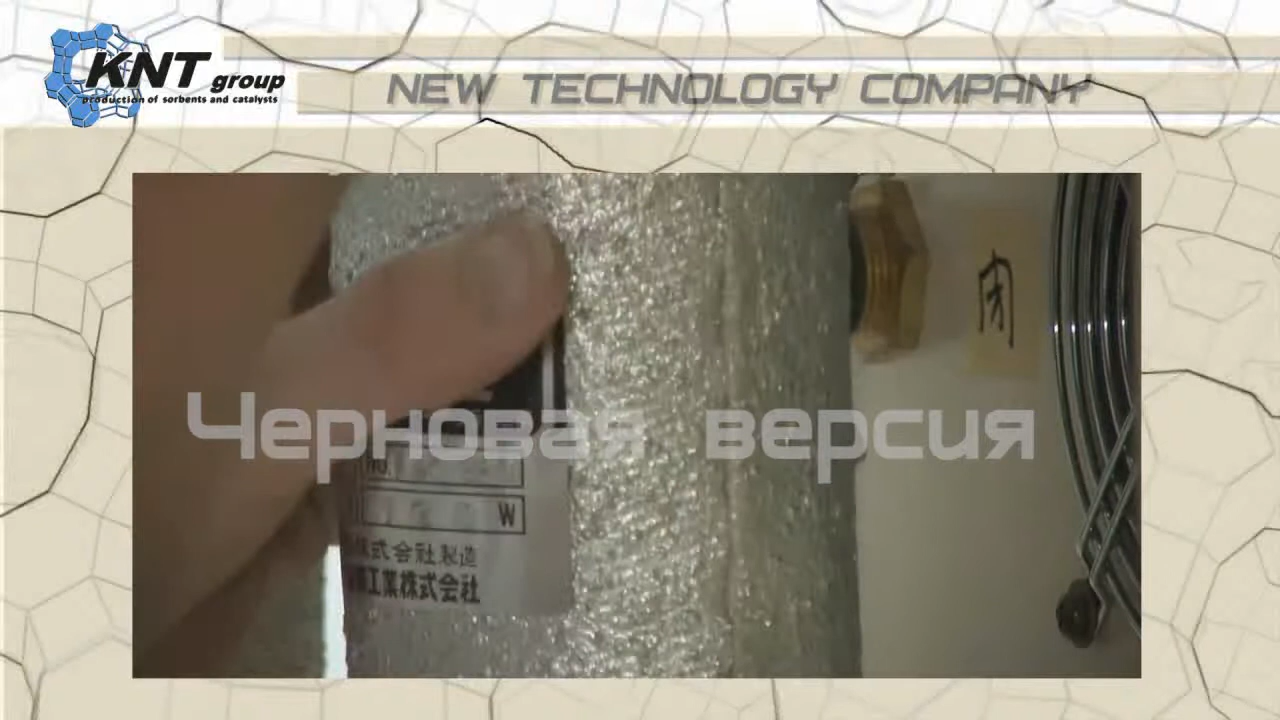 KNT group
production of sorbents and catalysts
NEW TECHNOLOGY COMPANY
閉
Черновая версия
W
株式会社製造
工業株式会社